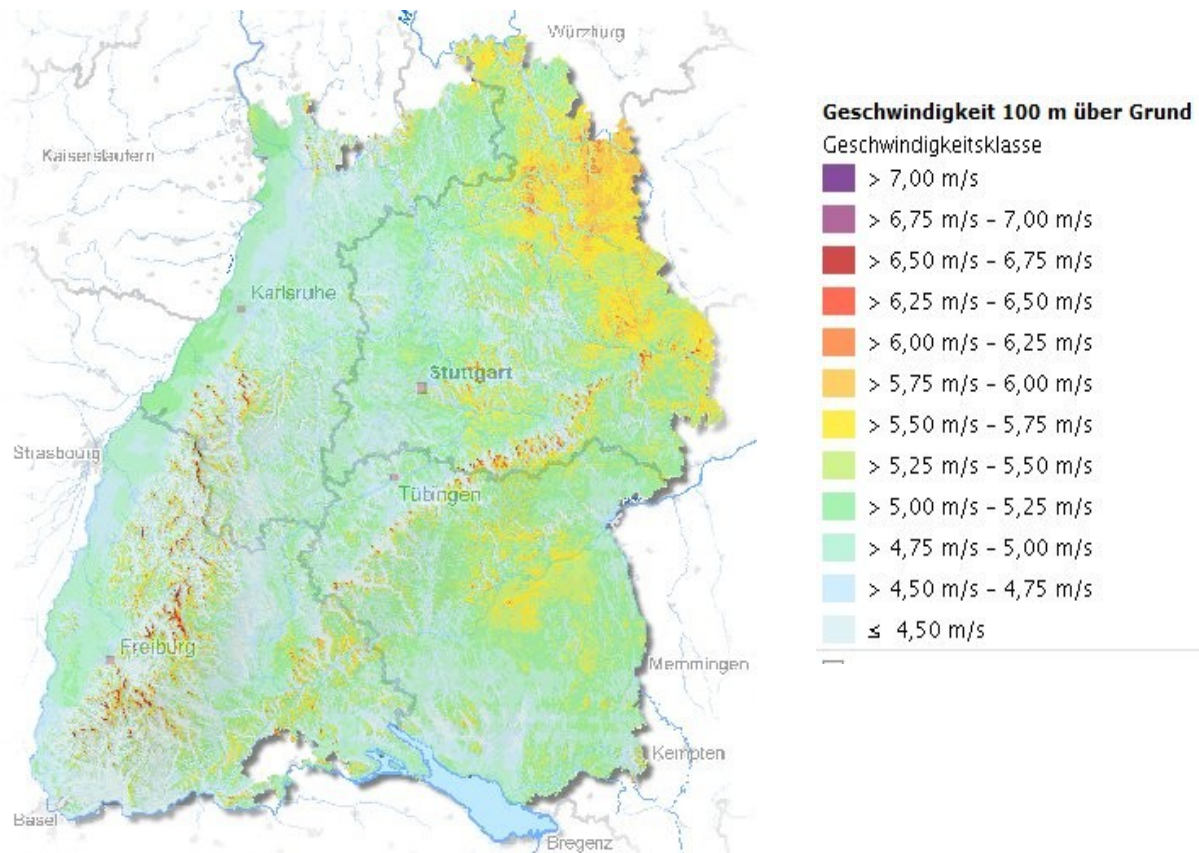 Würzburg
Kaiserslautern
Karlsruhe
Stuttgart
Strasbourg
Tübingen
Freiburg
Memmingen
Kempten
Basel
Bregenz
Geschwindigkeit 100 m über Grund
Geschwindigkeitsklasse
> 7,00 m/s
> 6,75 m/s – 7,00 m/s
> 6,50 m/s – 6,75 m/s
> 6,25 m/s – 6,50 m/s
> 6,00 m/s – 6,25 m/s
> 5,75 m/s – 6,00 m/s
> 5,50 m/s – 5,75 m/s
> 5,25 m/s – 5,50 m/s
> 5,00 m/s – 5,25 m/s
> 4,75 m/s – 5,00 m/s
> 4,50 m/s – 4,75 m/s
≤ 4,50 m/s